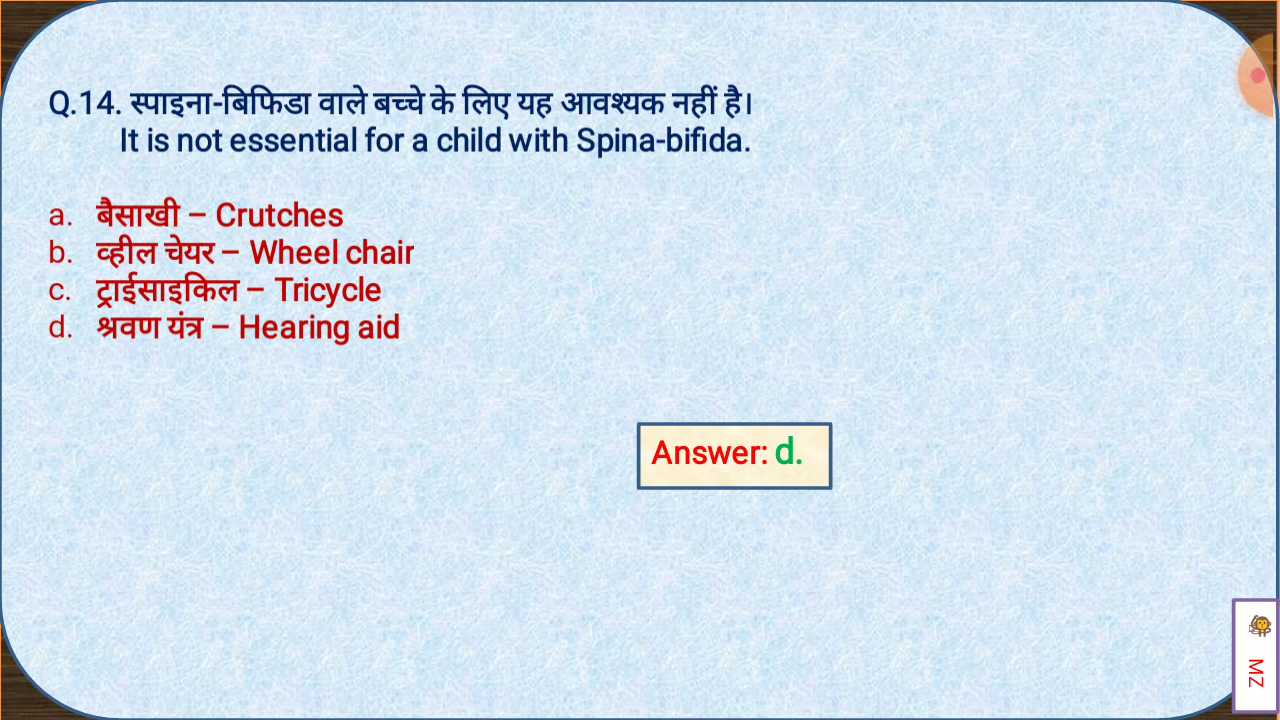 Q.14. स्पाइना-बिफिडा वाले बच्चे के लिए यह आवश्यक नहीं है।
It is not essential for a child with Spina-bifida.
a. बैसाखी – Crutches
b. व्हील चेयर – Wheel chair
c. ट्राईसाइकिल – Tricycle
d. श्रवण यंत्र – Hearing aid
Answer: d.
MZ